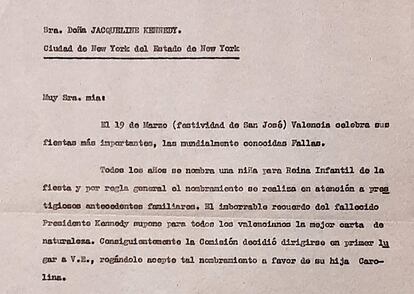 Sra. Doña JACQUELINE KENNEDY.
Ciudad de New York del Estado de New York
Muy Sra. mia:
El 19 de Marzo (festividad de San José) Valencia celebra sus
fiestas más importantes, las mundialmente conocidas Fallas.
Todos los años se nombra una niña para Reina Infantil de la
fiesta y por regla general el nombramiento se realiza en atención a pres
tigiosos antecedentes familiares. El imborrable recuerdo del fallecido
Presidente Kennedy supone para todos los valencianos la mejor carta de
naturaleza. Consiguientemente la Comisión decidió dirigirse en primer lu
gar a V.E., rogándole acepte tal nombramiento a favor de su hija Caro-
lina.